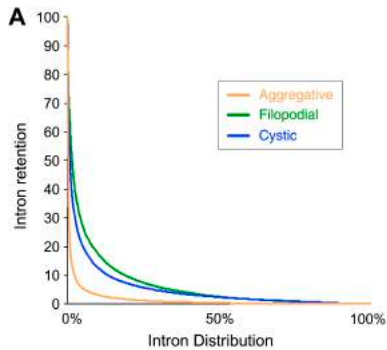 A
100
90
80
70
60
50
40
30
20
10
0
Intron retention
Aggregative
Filopodial
Cystic
0% 50% 100%
Intron Distribution